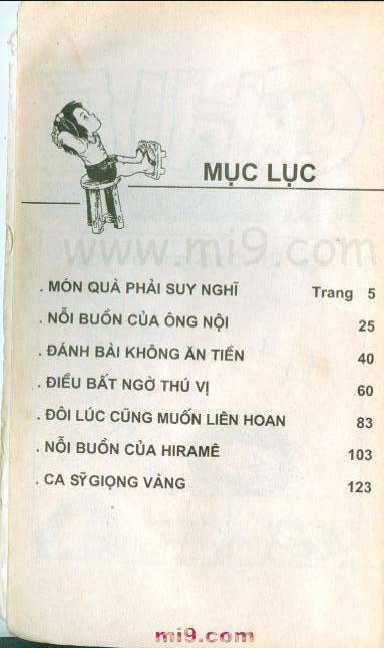 MỤC LỤC
www.mi9.com
. MÓN QUÀ PHẢI SUY NGHĨ Trang 5
. NỖI BUỒN CỦA ÔNG NỘI 25
. ĐÁNH BÀI KHÔNG ĂN TIỀN 40
. ĐIỀU BẤT NGỜ THÚ VỊ 60
. ĐÔI LÚC CŨNG MUỐN LIÊN HOAN 83
. NỖI BUỒN CỦA HIRAMÊ 103
. CA SỸ GIỌNG VÀNG 123
mi9.com